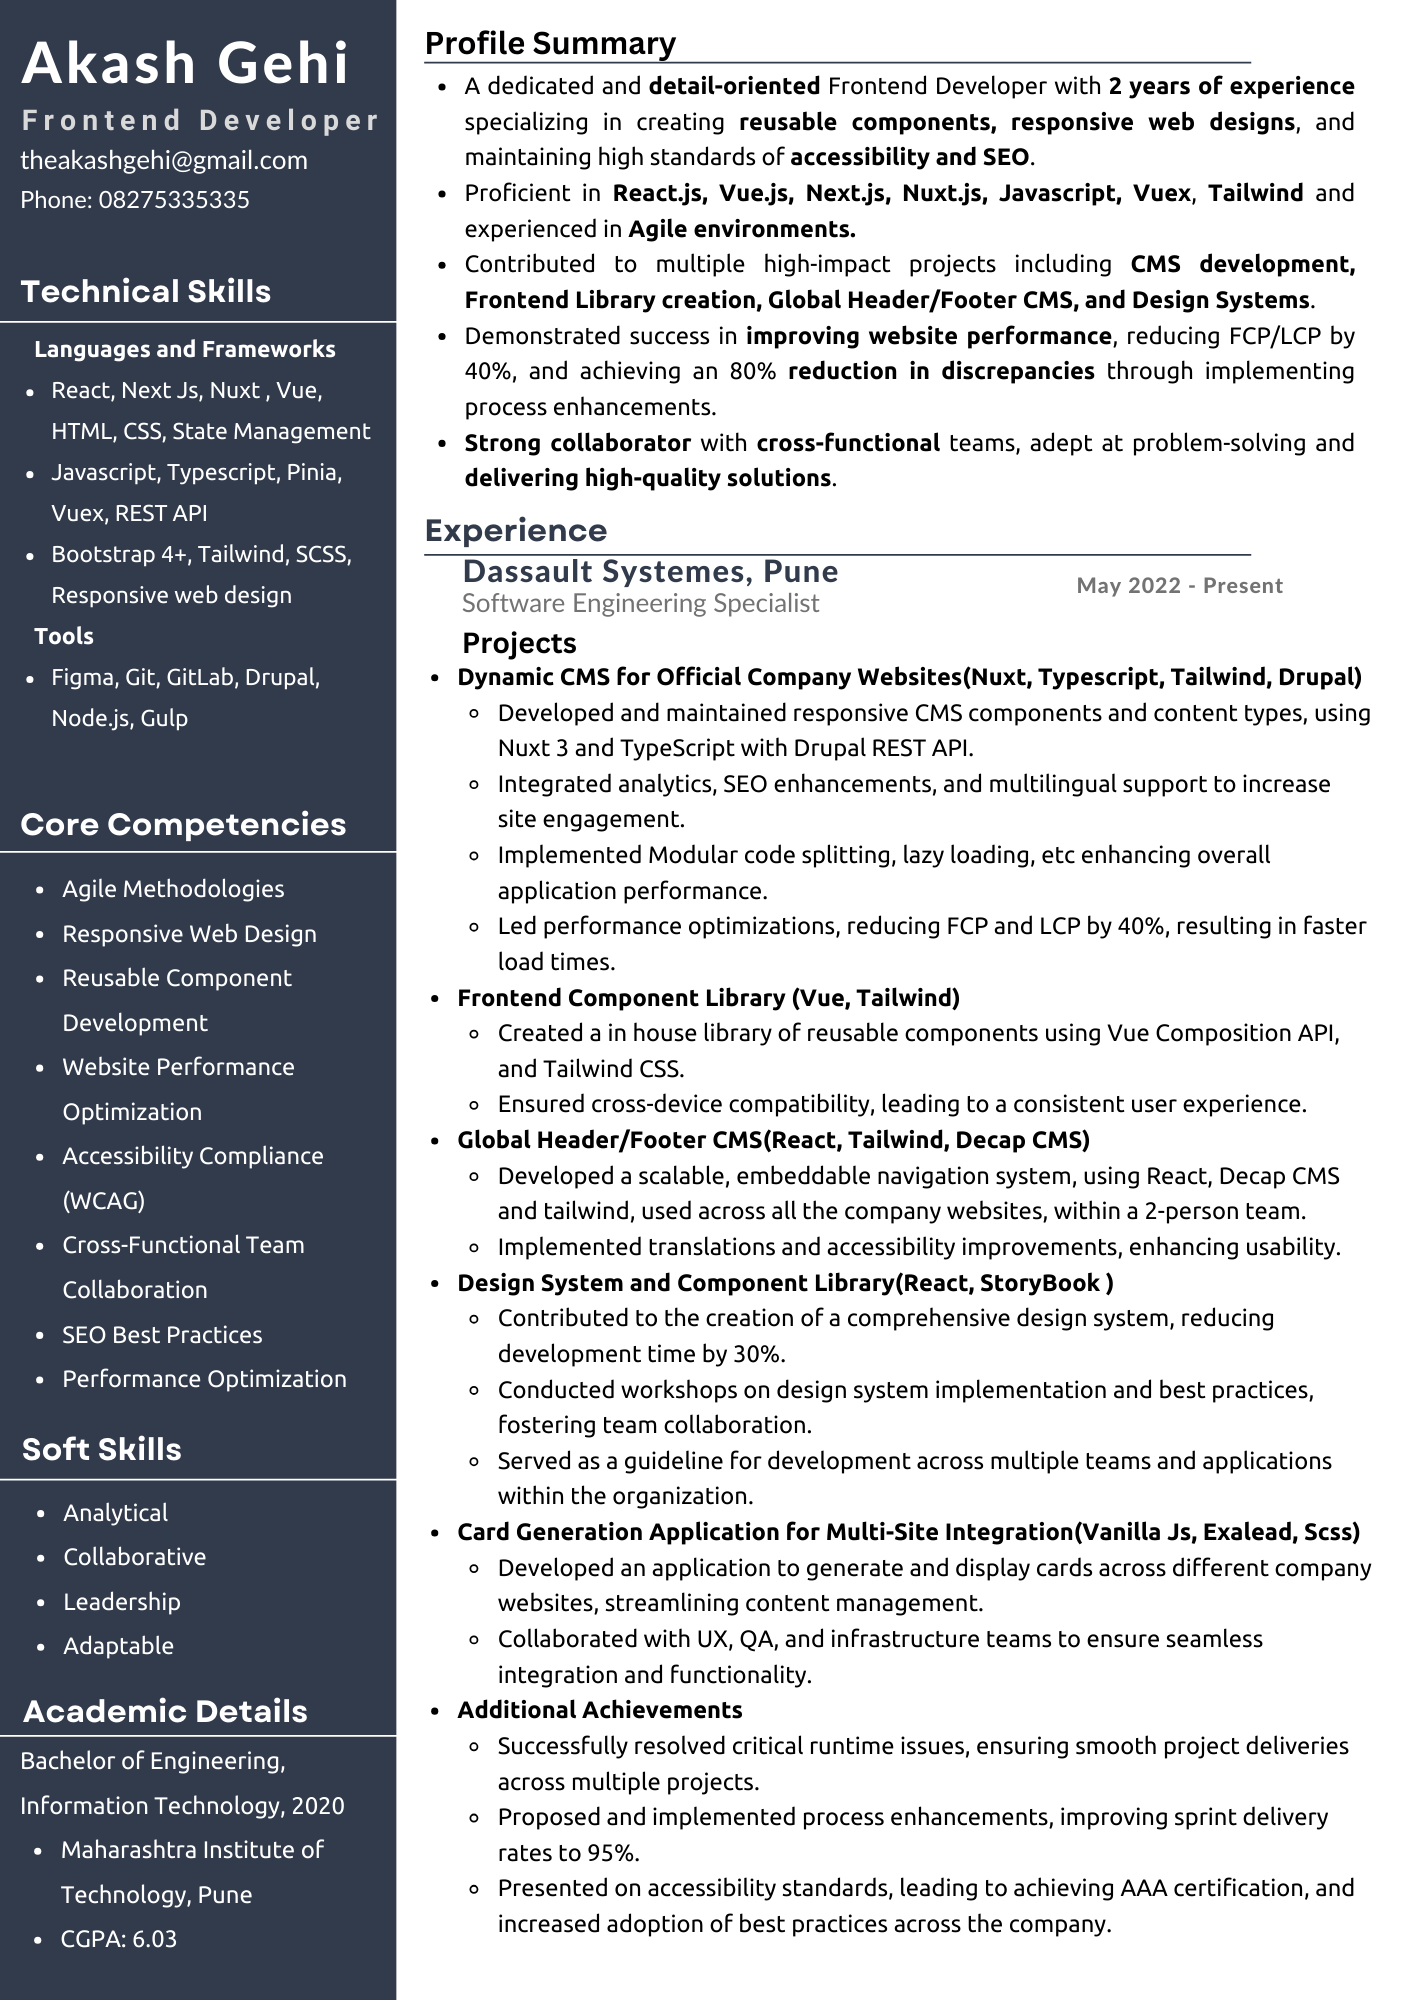 Akash Gehi
Frontend Developer
theakashgehi@gmail.com
Phone: 08275335335
Technical Skills
Languages and Frameworks
• React, Next Js, Nuxt , Vue,
HTML, CSS, State Management
• Javascript, Typescript, Pinia,
Vuex, REST API
• Bootstrap 4+, Tailwind, SCSS,
Responsive web design
Tools
• Figma, Git, GitLab, Drupal,
Node.js, Gulp
Core Competencies
• Agile Methodologies
• Responsive Web Design
• Reusable Component
Development
• Website Performance
Optimization
• Accessibility Compliance
(WCAG)
• Cross-Functional Team
Collaboration
• SEO Best Practices
• Performance Optimization
Soft Skills
• Analytical
• Collaborative
• Leadership
• Adaptable
Academic Details
Bachelor of Engineering,
Information Technology, 2020
• Maharashtra Institute of
Technology, Pune
• CGPA: 6.03
Profile Summary
• A dedicated and detail-oriented Frontend Developer with 2 years of experience
specializing in creating reusable components, responsive web designs, and
maintaining high standards of accessibility and SEO.
• Proficient in React.js, Vue.js, Next.js, Nuxt.js, Javascript, Vuex, Tailwind and
experienced in Agile environments.
• Contributed to multiple high-impact projects including CMS development,
Frontend Library creation, Global Header/Footer CMS, and Design Systems.
• Demonstrated success in improving website performance, reducing FCP/LCP by
40%, and achieving an 80% reduction in discrepancies through implementing
process enhancements.
• Strong collaborator with cross-functional teams, adept at problem-solving and
delivering high-quality solutions.
Experience
Dassault Systemes, Pune
May 2022 - Present
Software Engineering Specialist
Projects
• Dynamic CMS for Official Company Websites(Nuxt, Typescript, Tailwind, Drupal)
◦ Developed and maintained responsive CMS components and content types, using
Nuxt 3 and TypeScript with Drupal REST API.
◦ Integrated analytics, SEO enhancements, and multilingual support to increase
site engagement.
◦ Implemented Modular code splitting, lazy loading, etc enhancing overall
application performance.
◦ Led performance optimizations, reducing FCP and LCP by 40%, resulting in faster
load times.
• Frontend Component Library (Vue, Tailwind)
◦ Created a in house library of reusable components using Vue Composition API,
and Tailwind CSS.
◦ Ensured cross-device compatibility, leading to a consistent user experience.
• Global Header/Footer CMS(React, Tailwind, Decap CMS)
◦ Developed a scalable, embeddable navigation system, using React, Decap CMS
and tailwind, used across all the company websites, within a 2-person team.
◦ Implemented translations and accessibility improvements, enhancing usability.
• Design System and Component Library(React, StoryBook )
◦ Contributed to the creation of a comprehensive design system, reducing
development time by 30%.
◦ Conducted workshops on design system implementation and best practices,
fostering team collaboration.
◦ Served as a guideline for development across multiple teams and applications
within the organization.
• Card Generation Application for Multi-Site Integration(Vanilla Js, Exalead, Scss)
◦ Developed an application to generate and display cards across different company
websites, streamlining content management.
◦ Collaborated with UX, QA, and infrastructure teams to ensure seamless
integration and functionality.
• Additional Achievements
◦ Successfully resolved critical runtime issues, ensuring smooth project deliveries
across multiple projects.
◦ Proposed and implemented process enhancements, improving sprint delivery
rates to 95%.
◦ Presented on accessibility standards, leading to achieving AAA certification, and
increased adoption of best practices across the company.